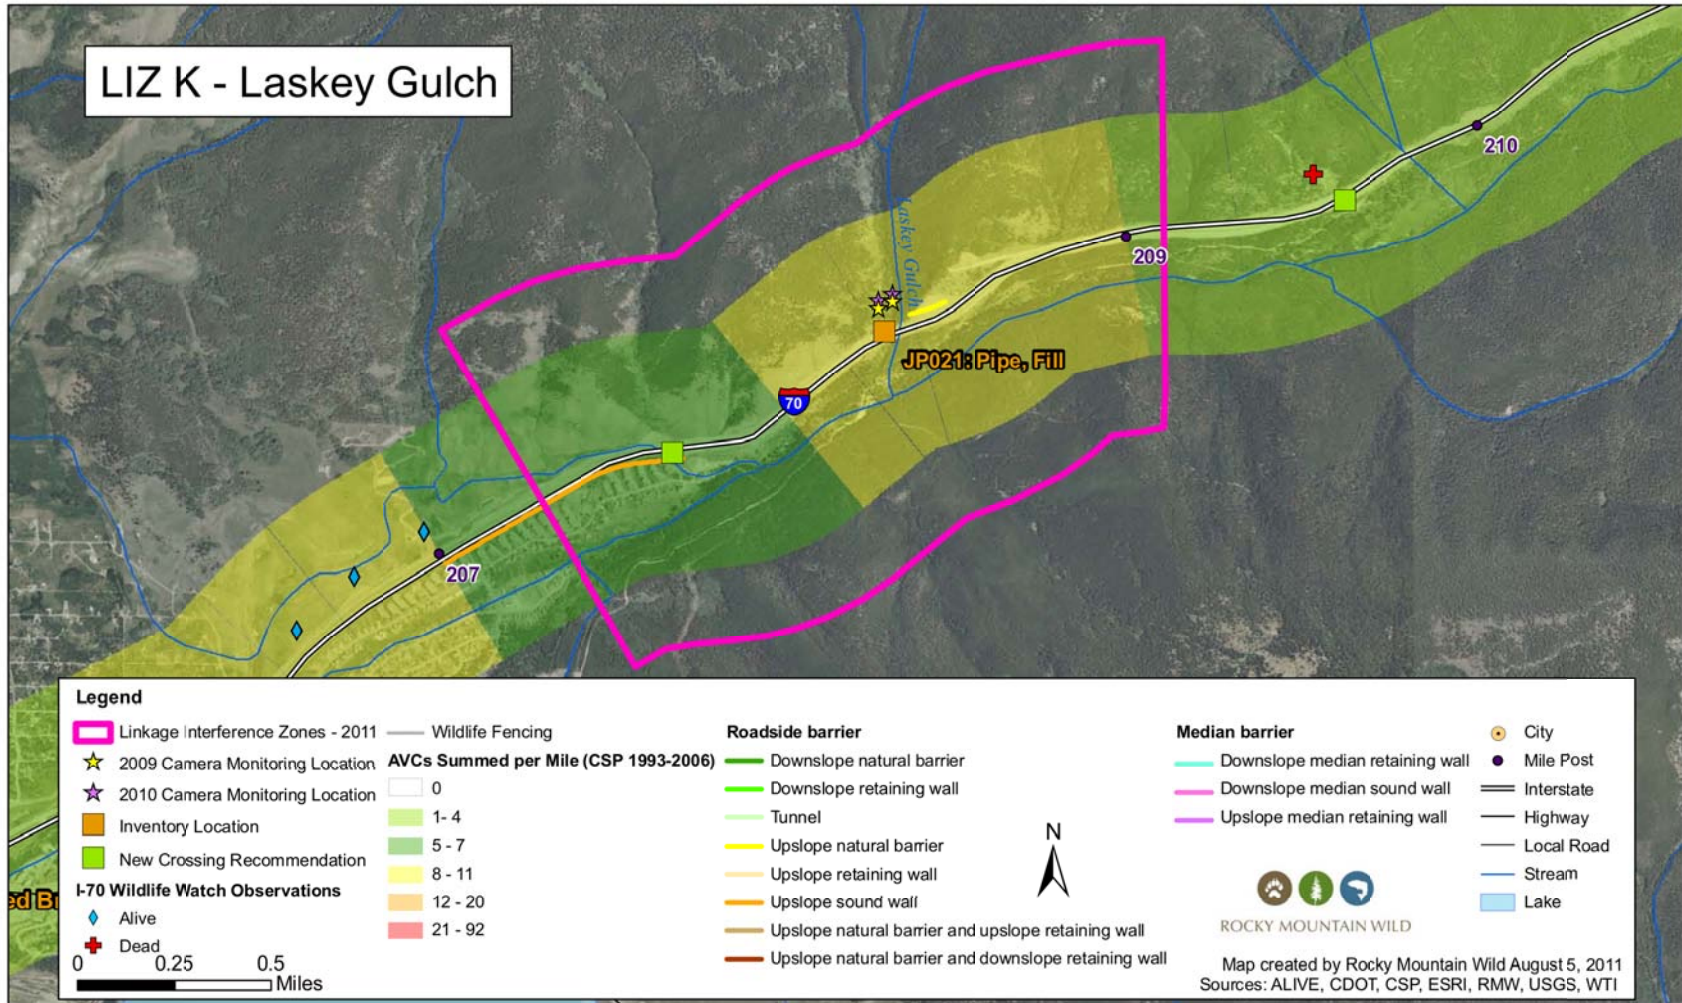 LIZ K - Laskey Gulch
210
209
Laskey Gulch
JP021: Pipe, Fill
70
207
Legend
Linkage Interference Zones - 2011
2009 Camera Monitoring Location
2010 Camera Monitoring Location
Inventory Location
New Crossing Recommendation
I-70 Wildlife Watch Observations
Alive
Dead
0 0.25 0.5
Miles
Wildlife Fencing
AVCs Summed per Mile (CSP 1993-2006)
0
1- 4
5 - 7
8 - 11
12 - 20
21 - 92
Roadside barrier
Downslope natural barrier
Downslope retaining wall
Tunnel
Upslope natural barrier
Upslope retaining wall
Upslope sound wall
Upslope natural barrier and upslope retaining wall
Upslope natural barrier and downslope retaining wall
N
Median barrier
Downslope median retaining wall
Downslope median sound wall
Upslope median retaining wall
City
Mile Post
Interstate
Highway
Local Road
Stream
Lake
ROCKY MOUNTAIN WILD
Map created by Rocky Mountain Wild August 5, 2011
Sources: ALIVE, CDOT, CSP, ESRI, RMW, USGS, WTI